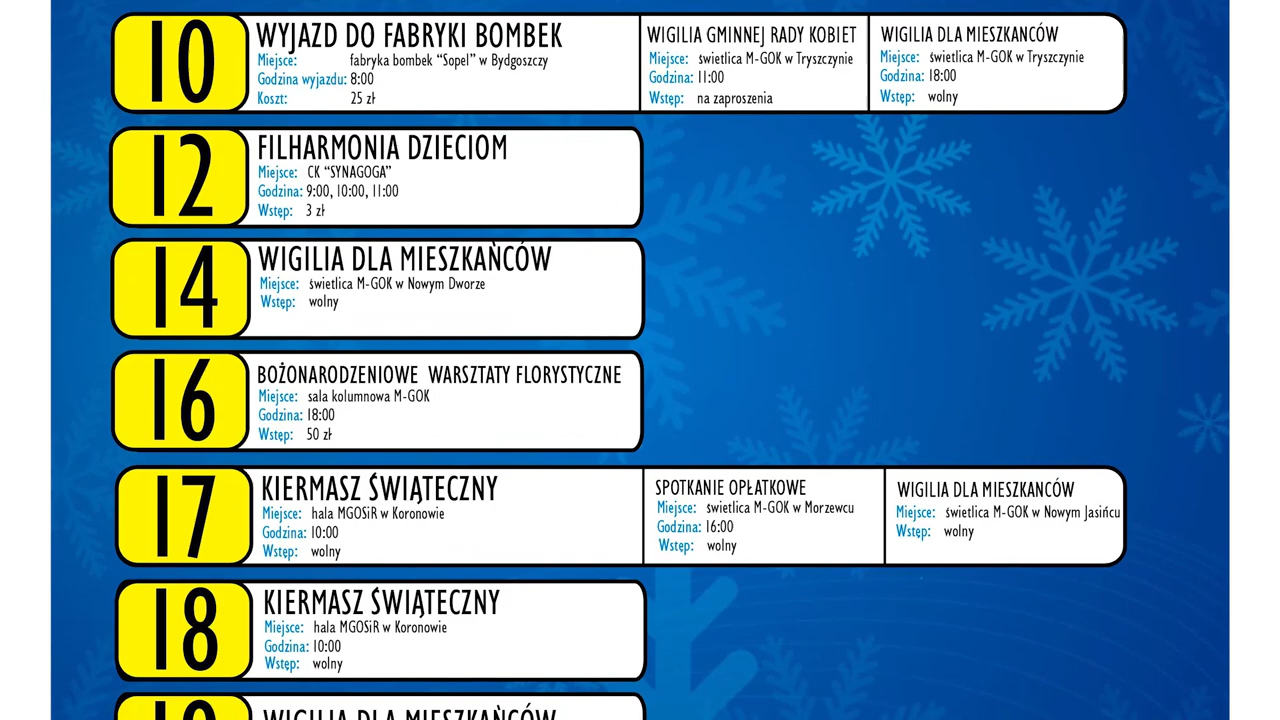 10
WYJAZD DO FABRYKI BOMBEK
Miejsce: fabryka bombek “Sopel” w Bydgoszczy
Godzina wyjazdu: 8:00
Koszt: 25 zł
WIGILIA GMINNEJ RADY KOBIET
Miejsce: świetlica M-GOK w Tryszczynie
Godzina: 11:00
Wstęp: na zaproszenia
WIGILIA DLA MIESZKANCÓW
Miejsce: świetlica M-GOK w Tryszczynie
Godzina: 18:00
Wstęp: wolny
12
FILHARMONIA DZIECIOM
Miejsce: CK “SYNAGOGA”
Godzina: 9:00, 10:00, 11:00
Wstęp: 3 zł
14
WIGILIA DLA MIESZKAŃCÓW
Miejsce: świetlica M-GOK w Nowym Dworze
Wstęp: wolny
16
BOŻONARODZENIOWE WARSZTATY FLORYSTYCZNE
Miejsce: sala kolumnowa M-GOK
Godzina: 18:00
Wstęp: 50 zł
17
KIERMASZ ŚWIĄTECZNY
Miejsce: hala MGOSiR w Koronowie
Godzina: 10:00
Wstęp: wolny
SPOTKANIE OPŁATKOWE
Miejsce: świetlica M-GOK w Morzewcu
Godzina: 16:00
Wstęp: wolny
WIGILIA DLA MIESZKANCÓW
Miejsce: świetlica M-GOK w Nowym Jasińcu
Wstęp: wolny
18
KIERMASZ ŚWIĄTECZNY
Miejsce: hala MGOSiR w Koronowie
Godzina: 10:00
Wstęp: wolny
WIGILIA DLA MIESZKAŃCÓW